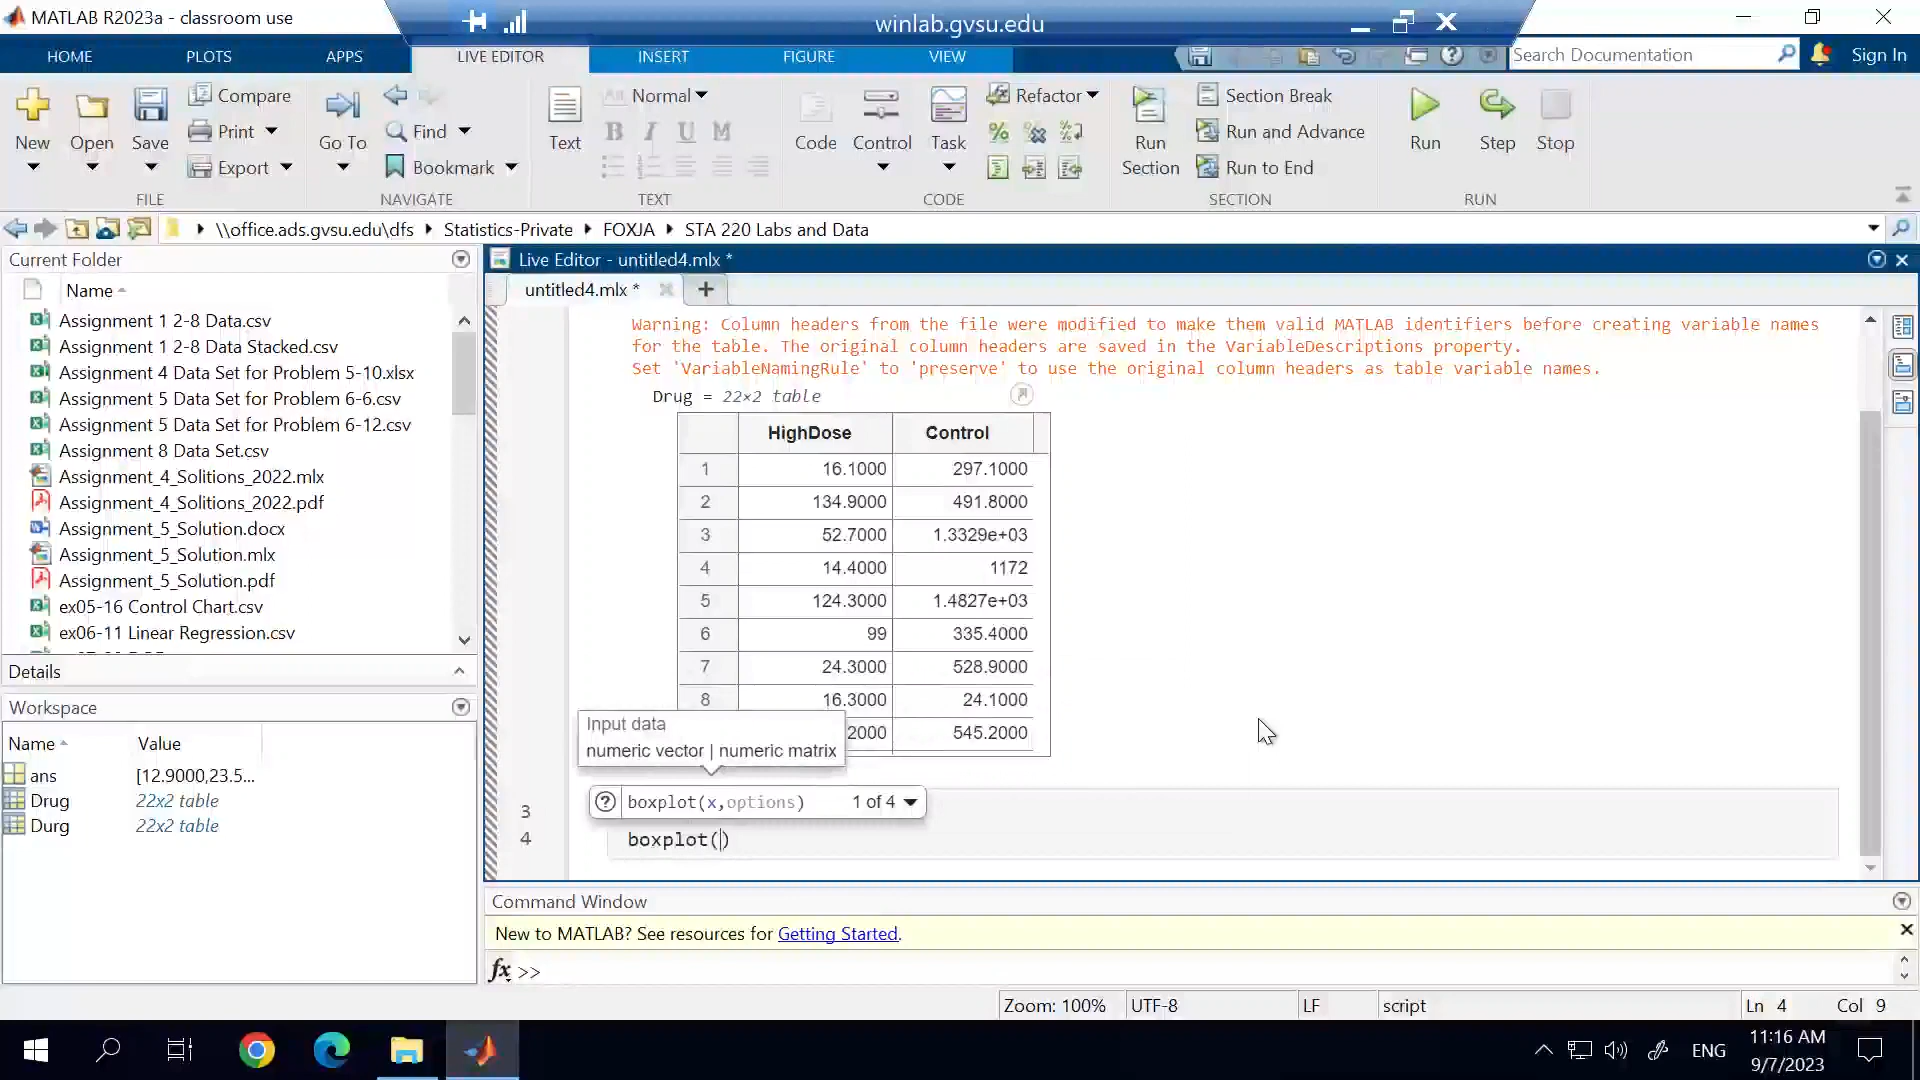 MATLAB R2023a - classroom use
winlab.gvsu.edu
HOME PLOTS APPS LIVE EDITOR INSERT FIGURE VIEW
Search Documentation
Sign In
New Open Save
Compare
Print
Export
FILE
Go To
Find
Bookmark
NAVIGATE
Text
Normal
B I U M
TEXT
Code Control Task
Refactor
CODE
Run
Section
Section Break
Run and Advance
Run to End
SECTION
Run Step Stop
RUN
\\office.ads.gvsu.edu\dfs Statistics-Private FOXJA STA 220 Labs and Data
Current Folder
Name
Assignment 1 2-8 Data.csv
Assignment 1 2-8 Data Stacked.csv
Assignment 4 Data Set for Problem 5-10.xlsx
Assignment 5 Data Set for Problem 6-6.csv
Assignment 5 Data Set for Problem 6-12.csv
Assignment 8 Data Set.csv
Assignment_4_Solitions_2022.mlx
Assignment_4_Solitions_2022.pdf
Assignment_5_Solution.docx
Assignment_5_Solution.mlx
Assignment_5_Solution.pdf
ex05-16 Control Chart.csv
ex06-11 Linear Regression.csv
Details
Workspace
Name Value
ans [12.9000,23.5...
Drug 22x2 table
Durg 22x2 table
Live Editor - untitled4.mlx *
untitled4.mlx *
Warning: Column headers from the file were modified to make them valid MATLAB identifiers before creating variable names
for the table. The original column headers are saved in the VariableDescriptions property.
Set 'VariableNamingRule' to 'preserve' to use the original column headers as table variable names.
Drug = 22×2 table
HighDose Control
1 16.1000 297.1000
2 134.9000 491.8000
3 52.7000 1.3329e+03
4 14.4000 1172
5 124.3000 1.4827e+03
6 99 335.4000
7 24.3000 528.9000
8 16.3000 24.1000
2000 545.2000
Input data
numeric vector | numeric matrix
boxplot(x,options) 1 of 4
3
4 boxplot()
Command Window
New to MATLAB? See resources for Getting Started.
fx >>
Zoom: 100% UTF-8 LF script Ln 4 Col 9
ENG
11:16 AM
9/7/2023